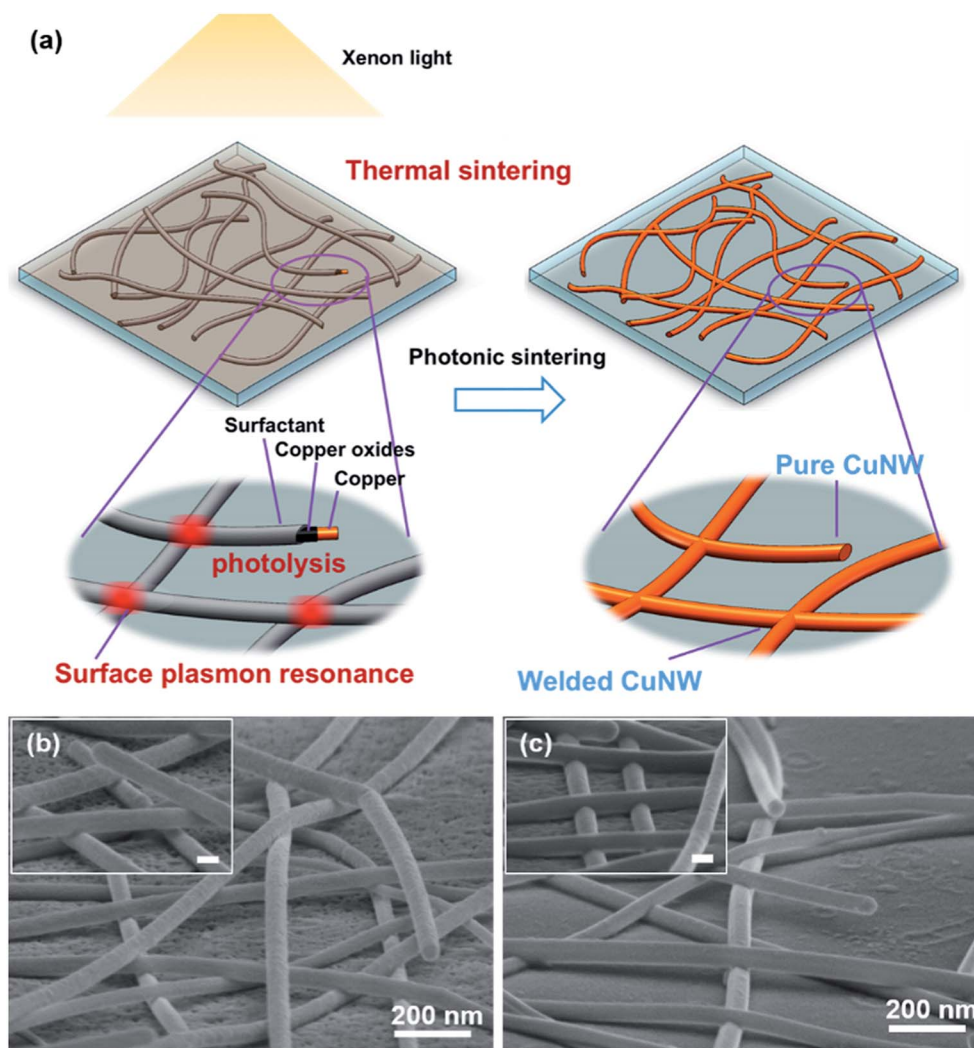 (a)
Xenon light
Thermal sintering
Photonic sintering
Surfactant
Copper oxides
Copper
photolysis
Surface plasmon resonance
Pure CuNW
Welded CuNW
(b)
200 nm
(c)
200 nm